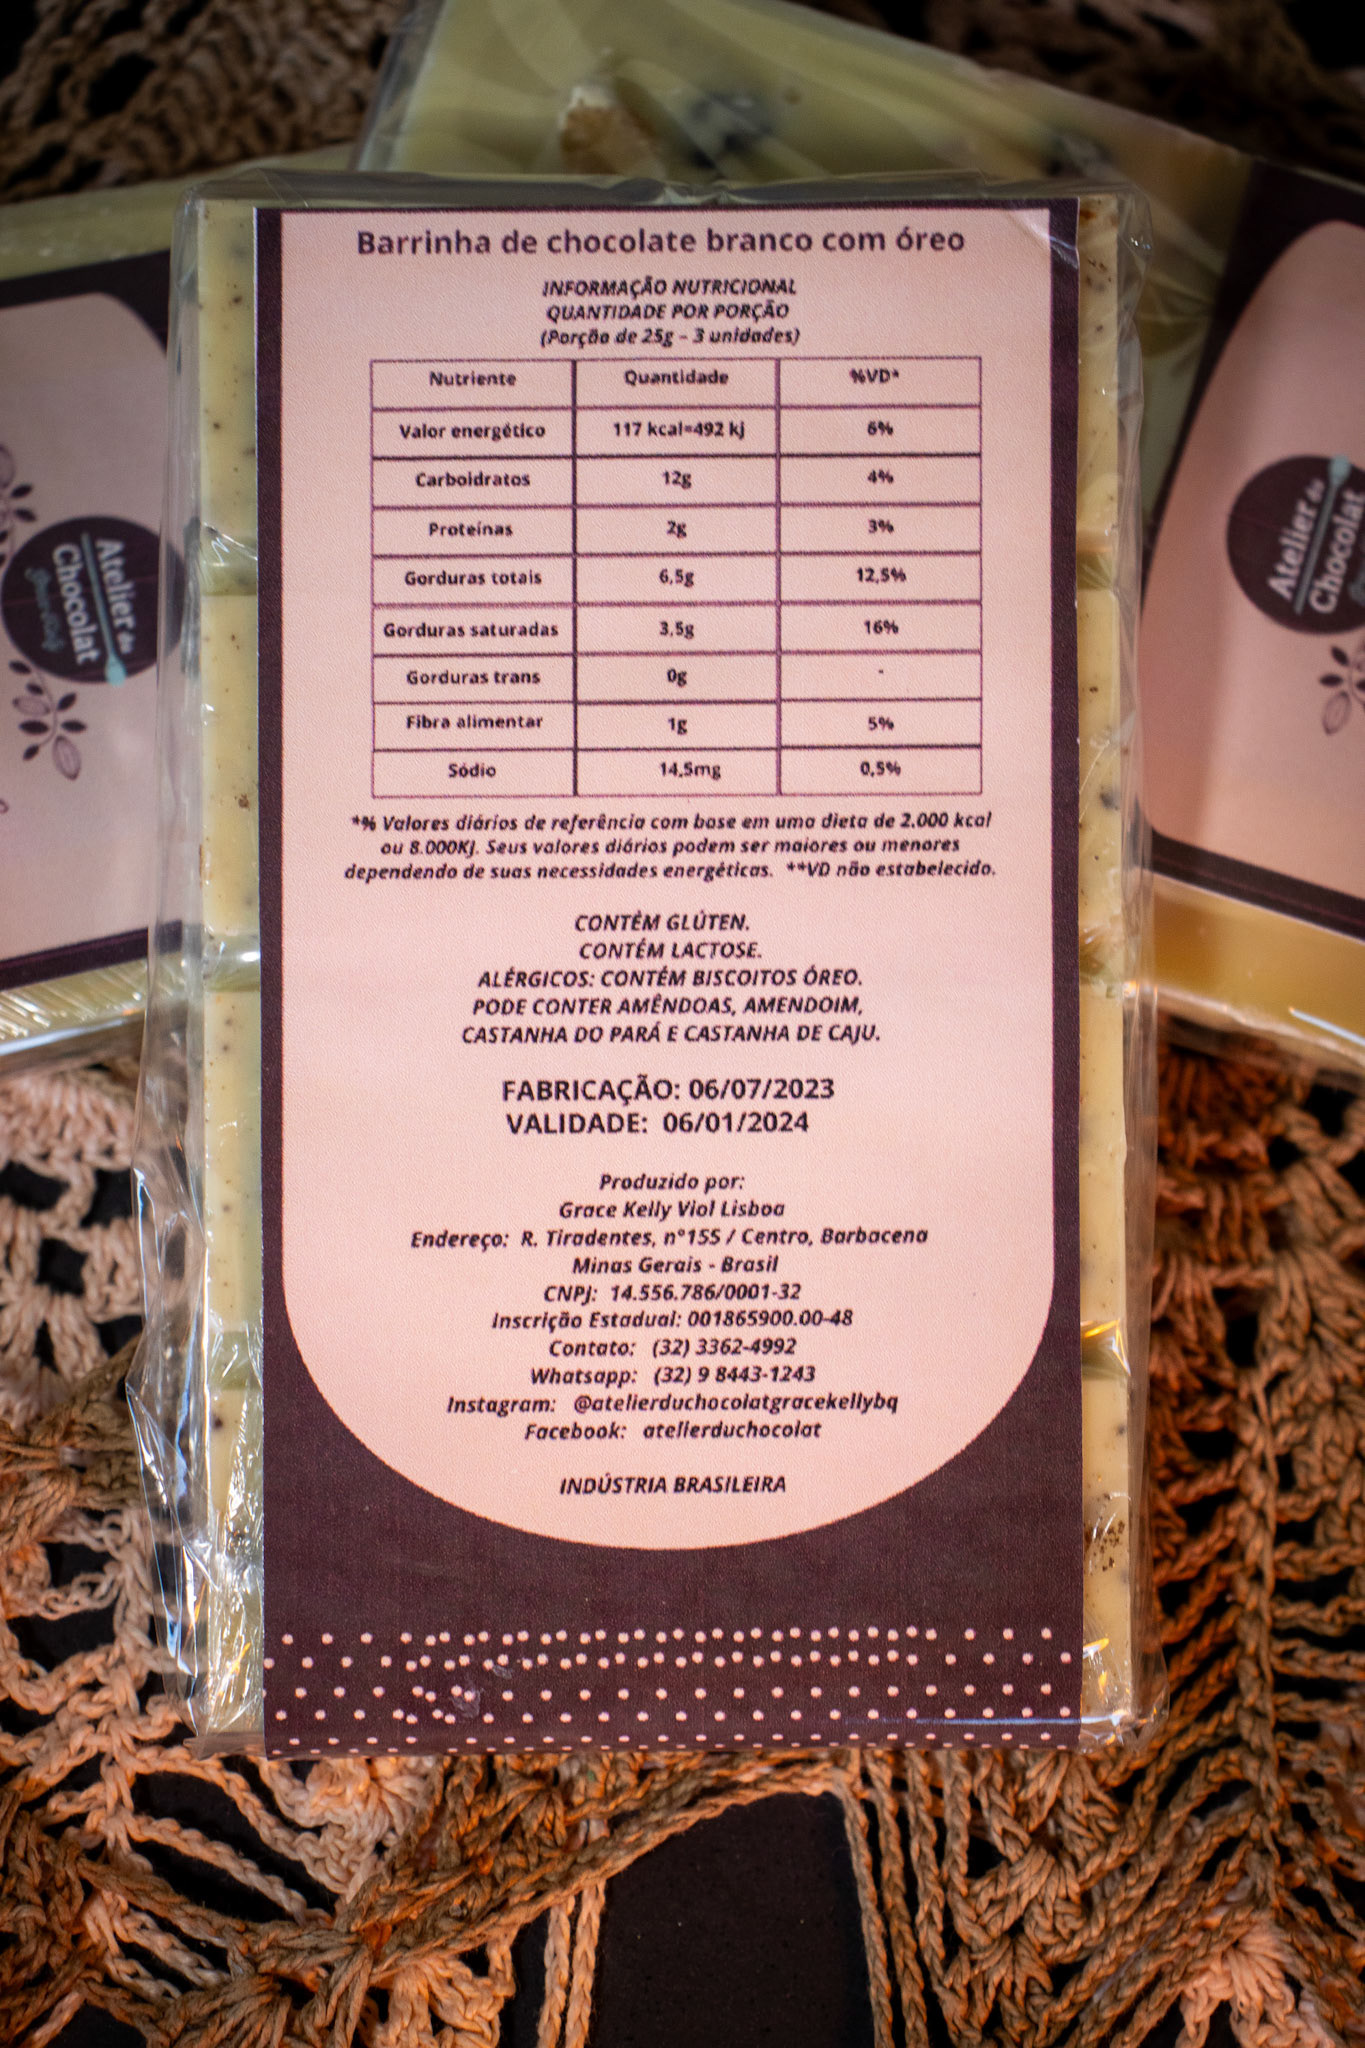 Barrinha de chocolate branco com óreo
INFORMAÇÃO NUTRICIONAL
QUANTIDADE POR PORÇÃO
(Porção de 25g – 3 unidades)
Nutriente Quantidade %VD*
Valor energético 117 kcal=492 kj 6%
Carboidratos 12g 4%
Proteínas 2g 3%
Gorduras totais 6,5g 12,5%
Gorduras saturadas 3,5g 16%
Gorduras trans 0g -
Fibra alimentar 1g 5%
Sódio 14,5mg 0,5%
*% Valores diários de referência com base em uma dieta de 2.000 kcal
ou 8.000KJ. Seus valores diários podem ser maiores ou menores
dependendo de suas necessidades energéticas. **VD não estabelecido.
CONTÉM GLÚTEN.
CONTÉM LACTOSE.
ALÉRGICOS: CONTÉM BISCOITOS ÓREO.
PODE CONTER AMÊNDOAS, AMENDOIM,
CASTANHA DO PARÁ E CASTANHA DE CAJU.
FABRICAÇÃO: 06/07/2023
VALIDADE: 06/01/2024
Produzido por:
Grace Kelly Viol Lisboa
Endereço: R. Tiradentes, n°155 / Centro, Barbacena
Minas Gerais - Brasil
CNPJ: 14.556.786/0001-32
Inscrição Estadual: 001865900.00-48
Contato: (32) 3362-4992
Whatsapp: (32) 9 8443-1243
Instagram: @atelierduchocolatgracekellybq
Facebook: atelierduchocolat
INDÚSTRIA BRASILEIRA
Atelier du
Chocolat
Atelier du
Chocolat